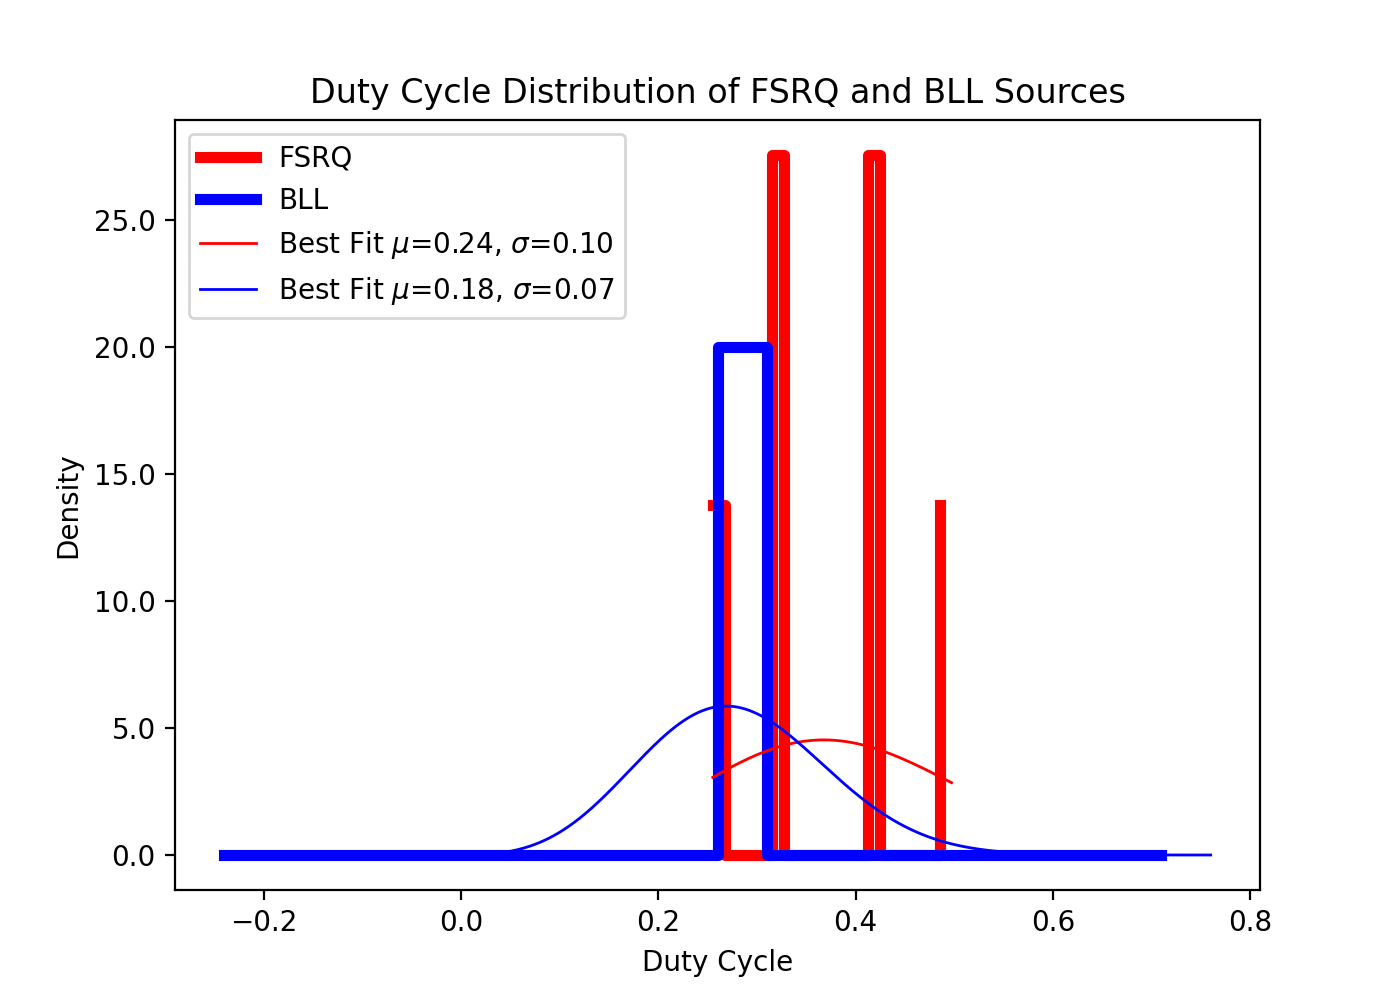 Duty Cycle Distribution of FSRQ and BLL Sources
FSRQ
BLL
Best Fit μ=0.24, σ=0.10
Best Fit μ=0.18, σ=0.07
Density
25.0
20.0
15.0
10.0
5.0
0.0
−0.2 0.0 0.2 0.4 0.6 0.8
Duty Cycle